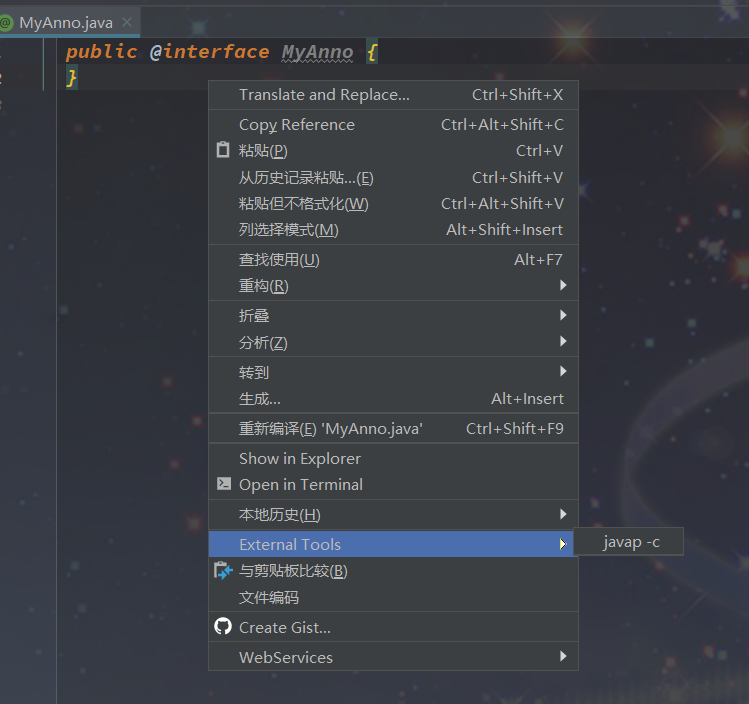 MyAnno.java
public @interface MyAnno {
}
Translate and Replace... Ctrl+Shift+X
Copy Reference Ctrl+Alt+Shift+C
粘贴(P) Ctrl+V
从历史记录粘贴...(E) Ctrl+Shift+V
粘贴但不格式化(W) Ctrl+Alt+Shift+V
列选择模式(M) Alt+Shift+Insert
查找使用(U) Alt+F7
重构(R)
折叠
分析(Z)
转到
生成... Alt+Insert
重新编译(E) 'MyAnno.java' Ctrl+Shift+F9
Show in Explorer
Open in Terminal
本地历史(H)
External Tools
javap -c
与剪贴板比较(B)
文件编码
Create Gist...
WebServices